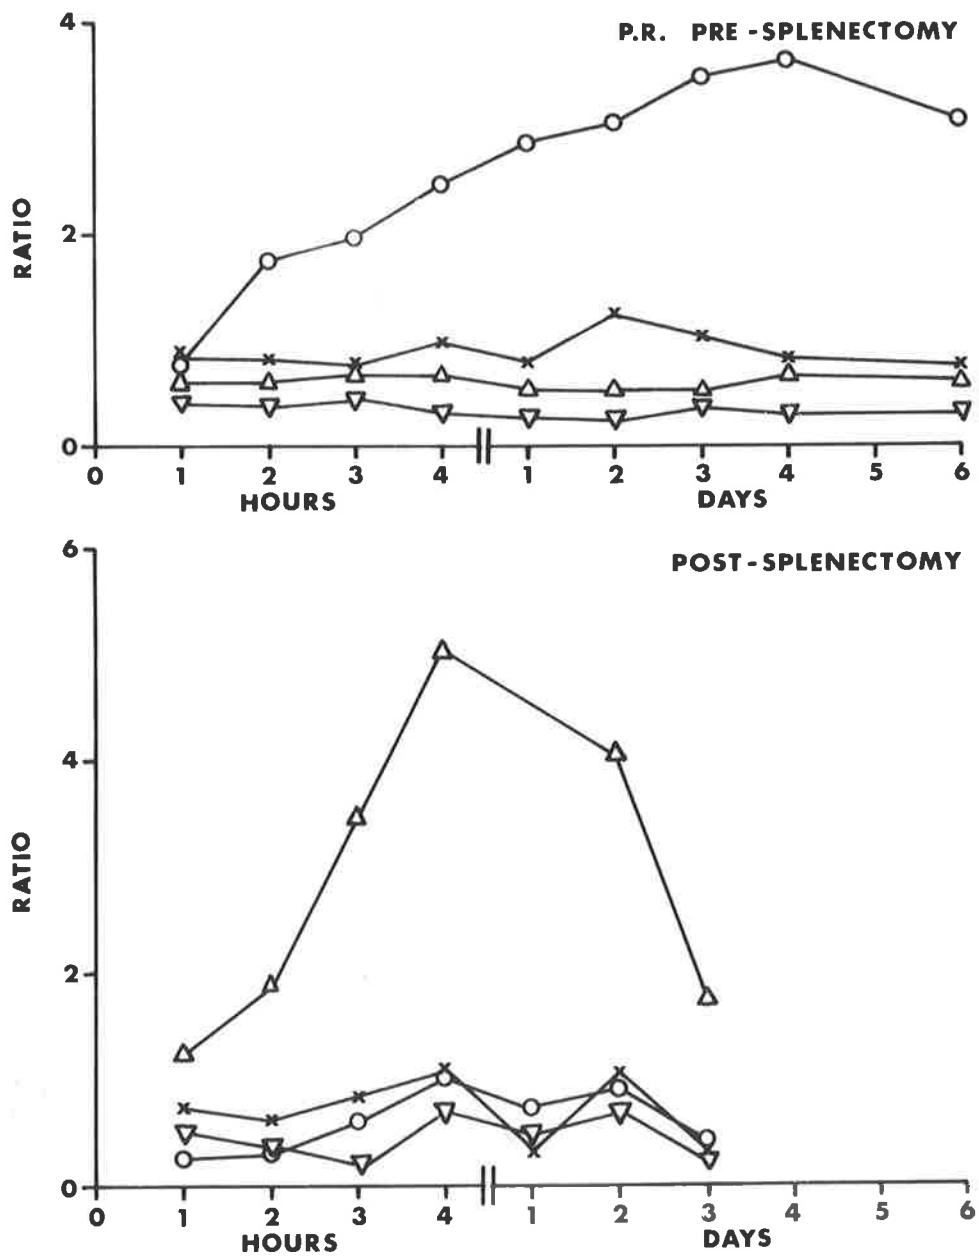 P.R. PRE-SPLENECTOMY
4
2
0
RATIO
0 1 2 3 4 1 2 3 4 5 6
HOURS DAYS
POST-SPLENECTOMY
6
4
2
0
RATIO
0 1 2 3 4 1 2 3 4 5 6
HOURS DAYS